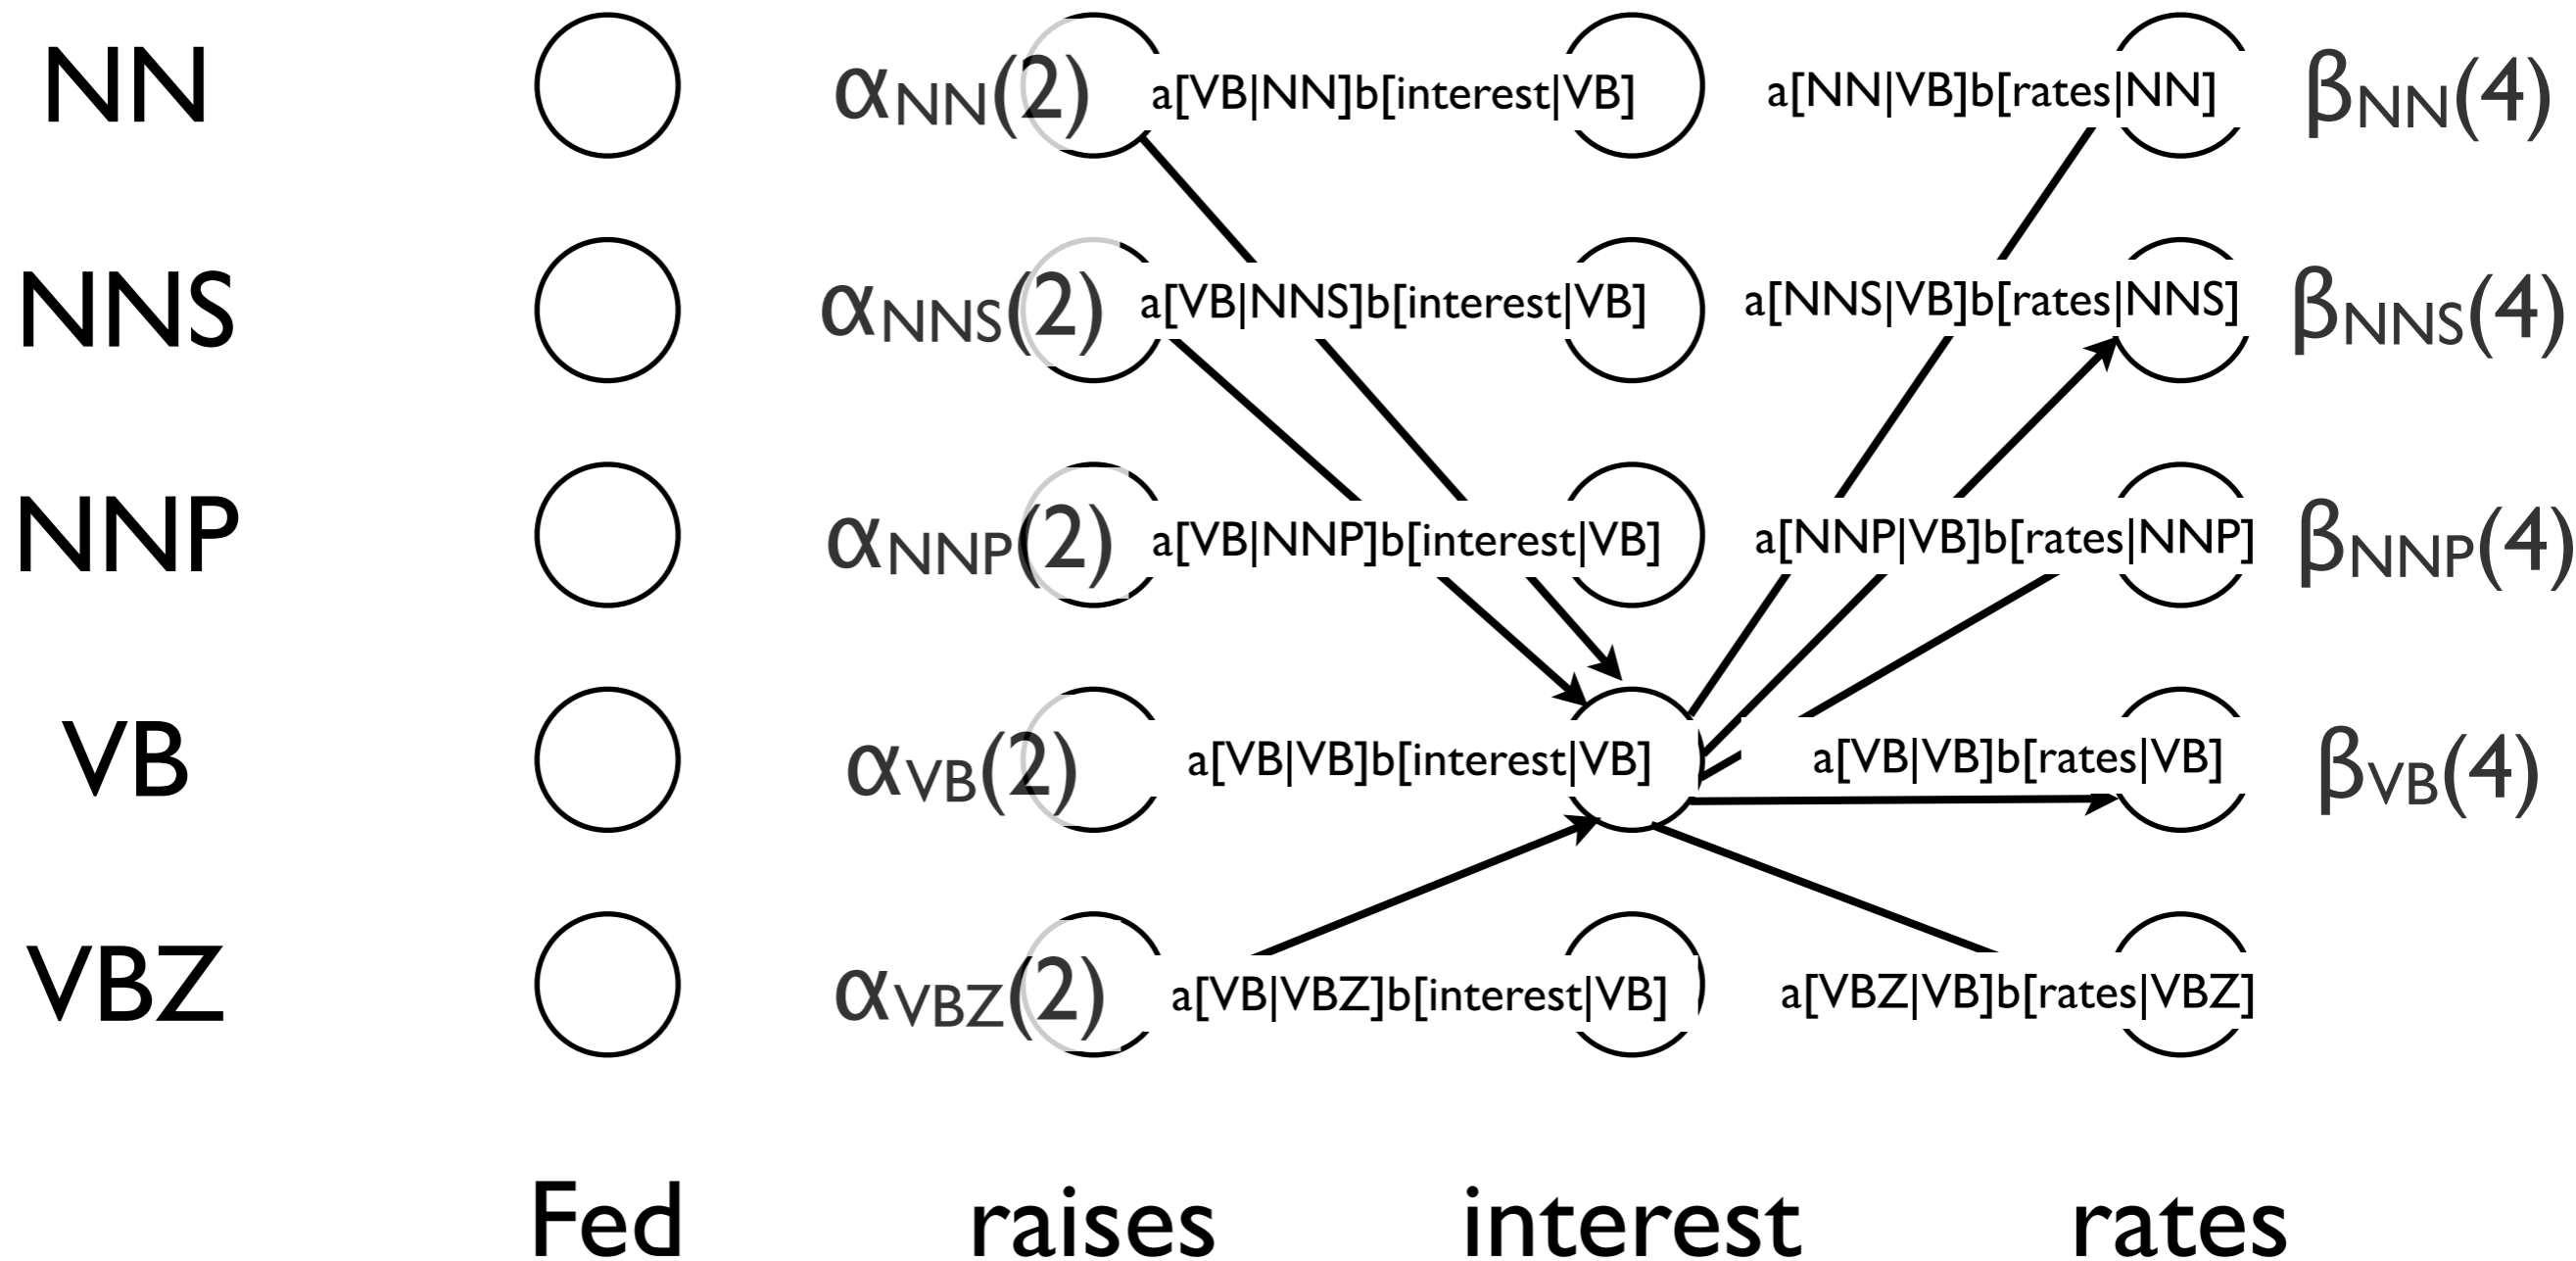 NN α_NN(2) a[VB|NN]b[interest|VB] a[NN|VB]b[rates|NN] β_NN(4)
NNS α_NNS(2) a[VB|NNS]b[interest|VB] a[NNS|VB]b[rates|NNS] β_NNS(4)
NNP α_NNP(2) a[VB|NNP]b[interest|VB] a[NNP|VB]b[rates|NNP] β_NNP(4)
VB α_VB(2) a[VB|VB]b[interest|VB] a[VB|VB]b[rates|VB] β_VB(4)
VBZ α_VBZ(2) a[VB|VBZ]b[interest|VB] a[VBZ|VB]b[rates|VBZ]
Fed raises interest rates